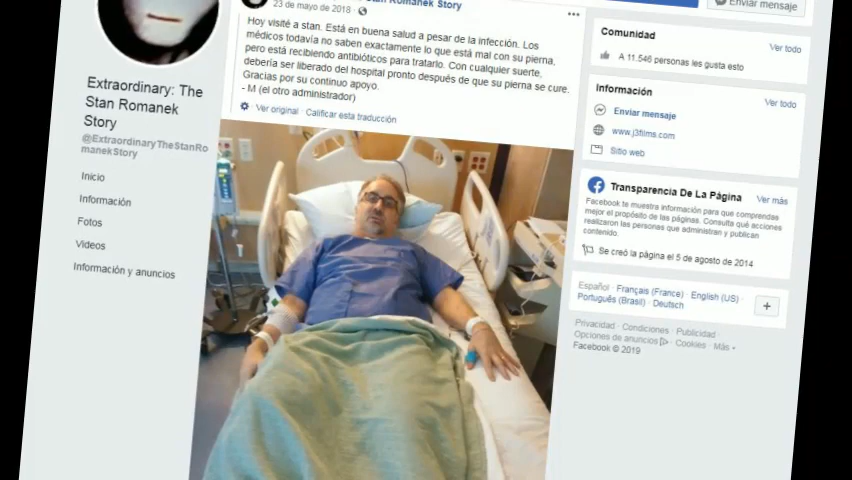 Stan Romanek Story
23 de mayo de 2018 ·
Hoy visité a stan. Está en buena salud a pesar de la infección. Los
médicos todavía no saben exactamente lo que está mal con su pierna,
pero está recibiendo antibióticos para tratarlo. Con cualquier suerte,
debería ser liberado del hospital pronto después de que su pierna se cure.
Gracias por su continuo apoyo.
- M (el otro administrador)
Ver original · Calificar esta traducción
Extraordinary: The
Stan Romanek
Story
@ExtraordinaryTheStanRo
manekStory
Inicio
Información
Fotos
Videos
Información y anuncios
Enviar mensaje
Comunidad
Ver todo
A 11.546 personas les gusta esto
Información
Ver todo
Enviar mensaje
www.j3films.com
Sitio web
Transparencia De La Página
Ver más
Facebook te muestra información para que comprendas
mejor el propósito de las páginas. Consulta qué acciones
realizaron las personas que administran y publican
contenido.
Se creó la página el 5 de agosto de 2014
Español · Français (France) · English (US) ·
Português (Brasil) · Deutsch
+
Privacidad · Condiciones · Publicidad ·
Opciones de anuncios · Cookies · Más
Facebook © 2019